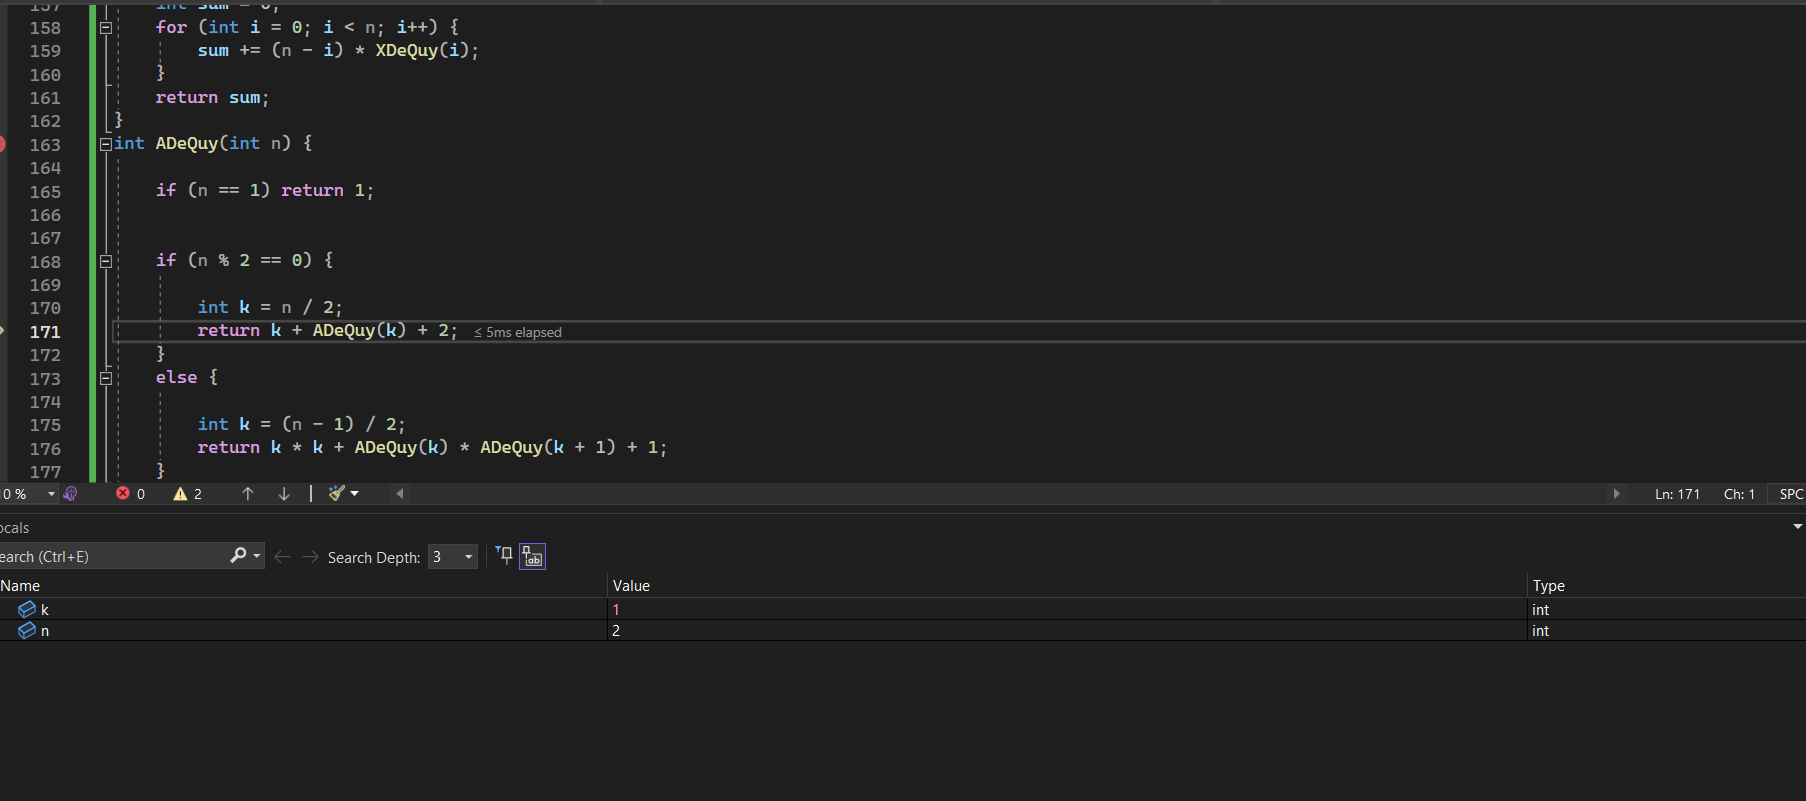 157 int sum = 0;
158 for (int i = 0; i < n; i++) {
159 sum += (n - i) * XDeQuy(i);
160 }
161 return sum;
162 }
163 int ADeQuy(int n) {
164
165 if (n == 1) return 1;
166
167
168 if (n % 2 == 0) {
169
170 int k = n / 2;
171 return k + ADeQuy(k) + 2; ≤ 5ms elapsed
172 }
173 else {
174
175 int k = (n - 1) / 2;
176 return k * k + ADeQuy(k) * ADeQuy(k + 1) + 1;
177 }
0 % 0 2 Ln: 171 Ch: 1 SPC
ocals
earch (Ctrl+E) Search Depth: 3
Name Value Type
k 1 int
n 2 int